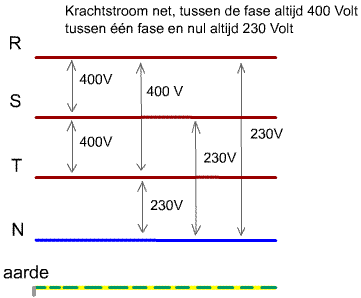 Krachtstroom net, tussen de fase altijd 400 Volt
tussen één fase en nul altijd 230 Volt
R
400V
400 V
S
230V
400V
230V
T
230V
N
aarde